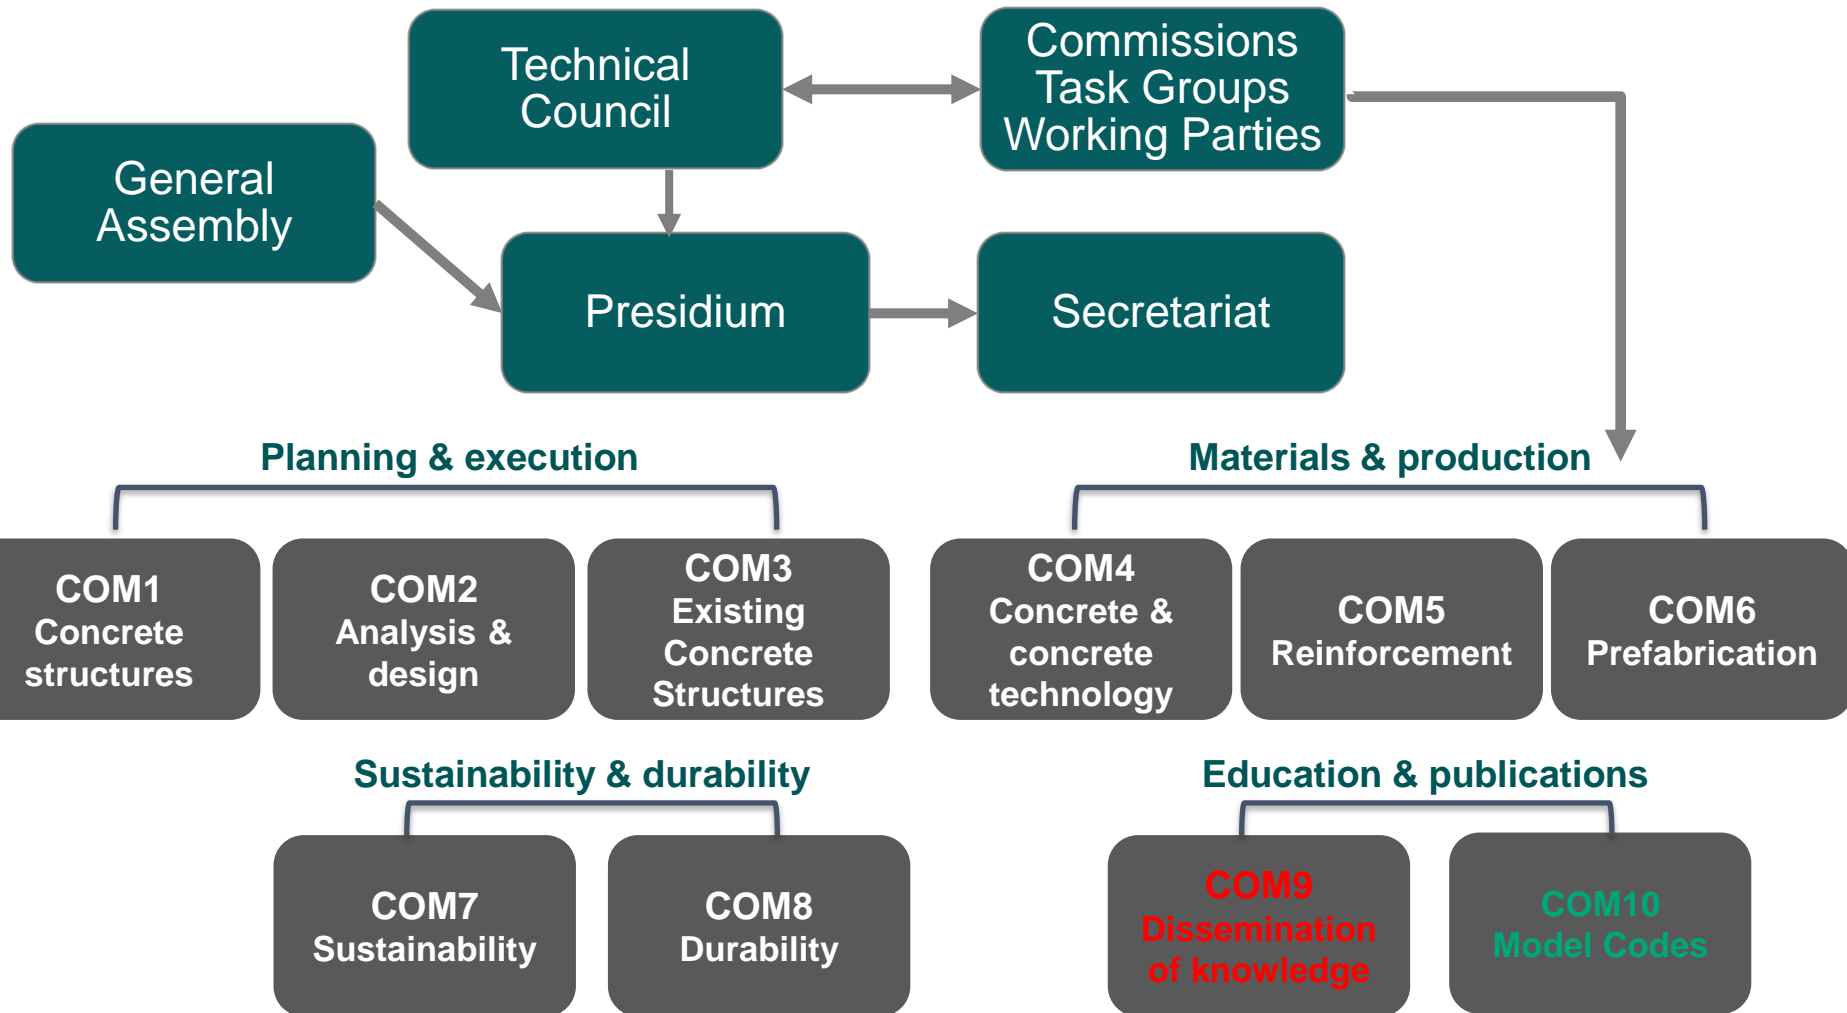 Technical
Council
Commissions
Task Groups
Working Parties
General
Assembly
Presidium
Secretariat
Planning & execution
Materials & production
COM1
Concrete
structures
COM2
Analysis &
design
COM3
Existing
Concrete
Structures
COM4
Concrete &
concrete
technology
COM5
Reinforcement
COM6
Prefabrication
Sustainability & durability
Education & publications
COM7
Sustainability
COM8
Durability
COM9
Dissemination
of knowledge
COM10
Model Codes